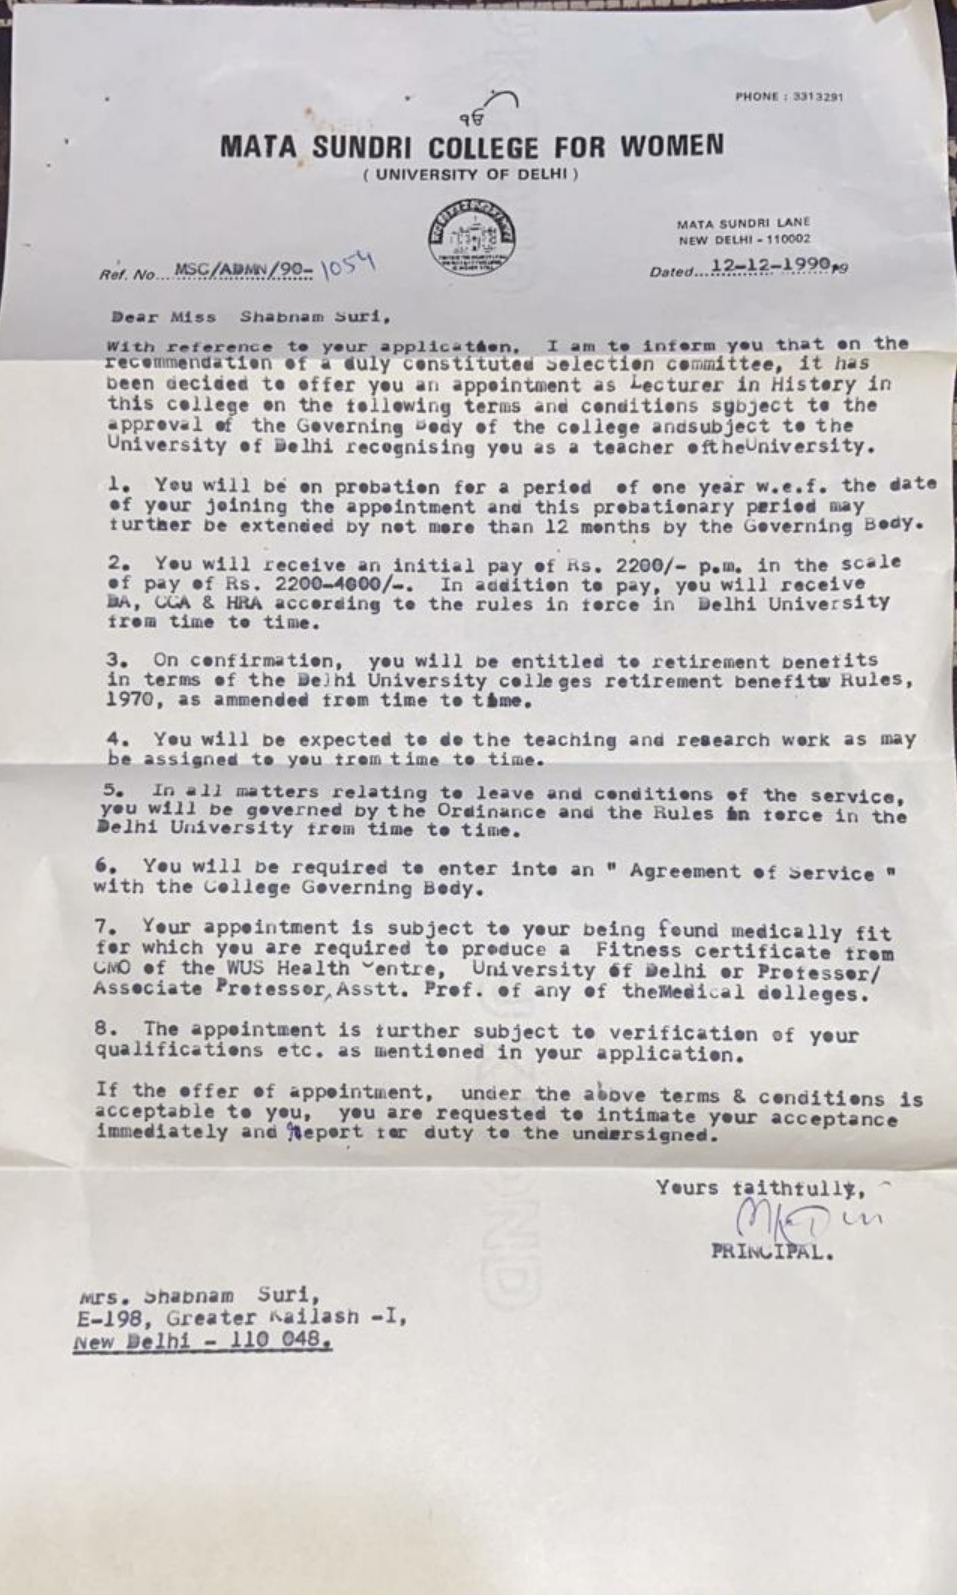 PHONE : 3313291
ੴ
MATA SUNDRI COLLEGE FOR WOMEN
( UNIVERSITY OF DELHI )
MATA SUNDRI LANE
NEW DELHI - 110002
Ref. No... MSC/ADMN/90- 1054
Dated... 12-12-1990 19
Dear Miss Shabnam Suri,
With reference to your application, I am to inform you that on the
recommendation of a duly constituted Selection committee, it has
been decided to offer you an appointment as Lecturer in History in
this college on the following terms and conditions sgbject to the
approval of the Governing Body of the college andsubject to the
University of Delhi recognising you as a teacher oftheUniversity.
1. You will be on probation for a period of one year w.e.f. the date
of your joining the appointment and this probationary period may
further be extended by not more than 12 months by the Governing Body.
2. You will receive an initial pay of Rs. 2200/- p.m. in the scale
of pay of Rs. 2200-4000/-. In addition to pay, you will receive
DA, CCA & HRA according to the rules in force in Delhi University
from time to time.
3. On confirmation, you will be entitled to retirement benefits
in terms of the Delhi University colleges retirement benefits Rules,
1970, as ammended from time to time.
4. You will be expected to do the teaching and research work as may
be assigned to you from time to time.
5. In all matters relating to leave and conditions of the service,
you will be governed by the Ordinance and the Rules in force in the
Delhi University from time to time.
6. You will be required to enter into an " Agreement of Service "
with the College Governing Body.
7. Your appointment is subject to your being found medically fit
for which you are required to produce a Fitness certificate from
CMO of the WUS Health Centre, University of Delhi or Professor/
Associate Professor, Asstt. Prof. of any of theMedical dolleges.
8. The appointment is further subject to verification of your
qualifications etc. as mentioned in your application.
If the offer of appointment, under the above terms & conditions is
acceptable to you, you are requested to intimate your acceptance
immediately and Report for duty to the undersigned.
Yours faithfully,
PRINCIPAL.
Mrs. Shabnam Suri,
E-198, Greater Kailash -I,
New Delhi - 110 048.